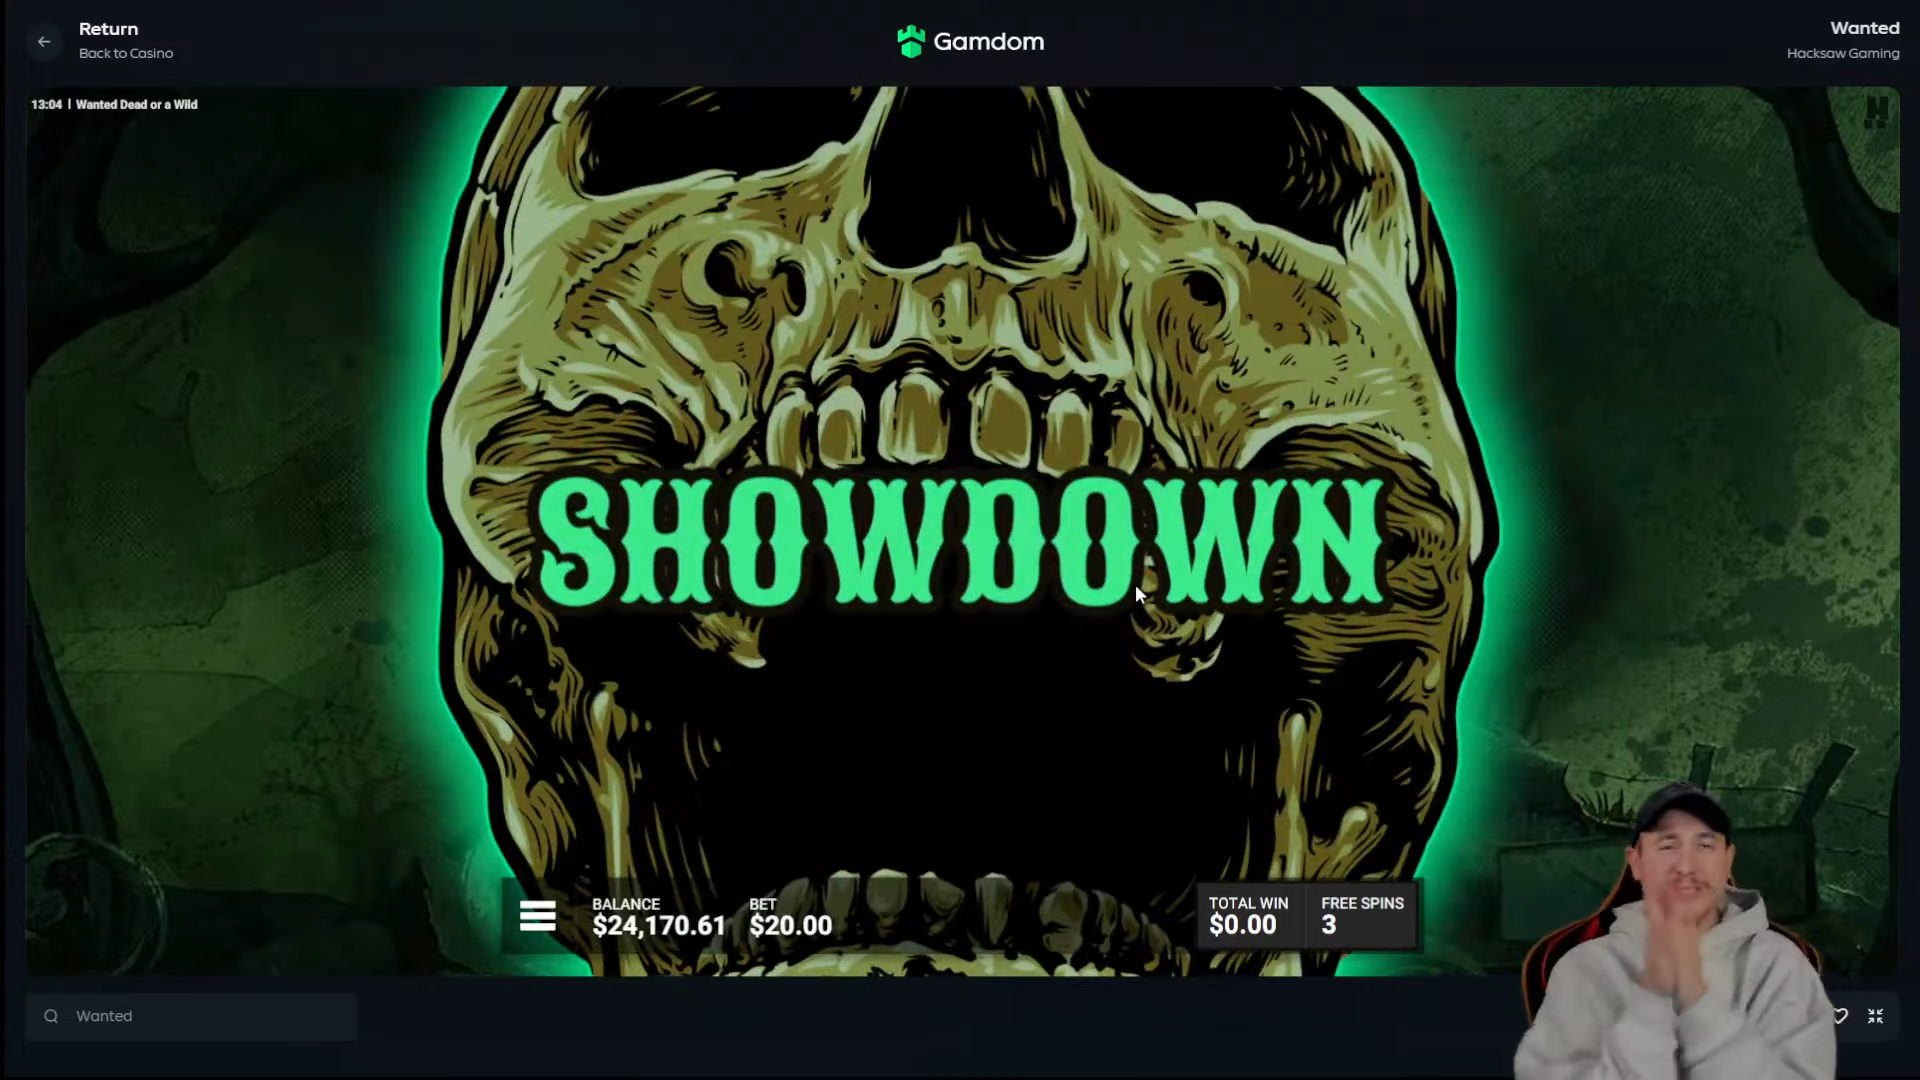 Return
Back to Casino
Gamdom
Wanted
Hacksaw Gaming
13:04 | Wanted Dead or a Wild
SHOWDOWN
BALANCE
$24,170.61
BET
$20.00
TOTAL WIN
$0.00
FREE SPINS
3
Wanted